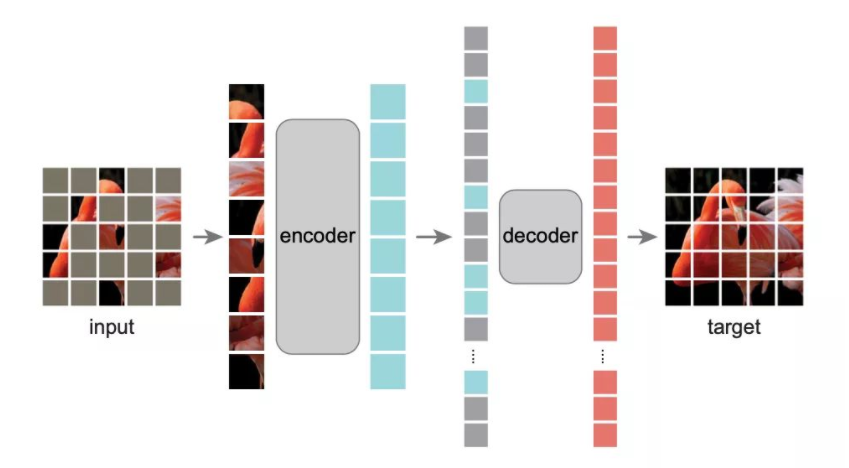 encoder
decoder
input
target